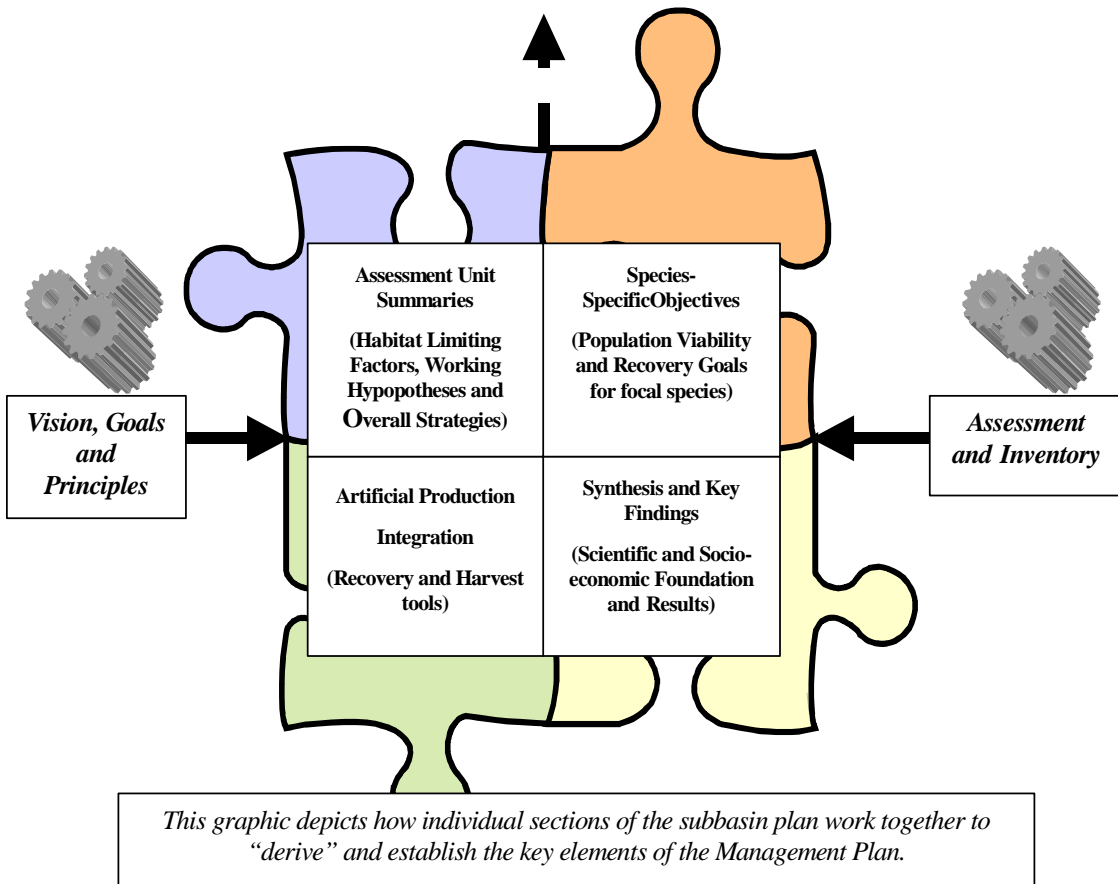 Assessment Unit
Summaries
(Habitat Limiting
Factors, Working
Hypopotheses and
Overall Strategies)
Species-
SpecificObjectives
(Population Viability
and Recovery Goals
for focal species)
Vision, Goals
and
Principles
Assessment
and Inventory
Artificial Production
Integration
(Recovery and Harvest
tools)
Synthesis and Key
Findings
(Scientific and Socio-
economic Foundation
and Results)
This graphic depicts how individual sections of the subbasin plan work together to
“derive” and establish the key elements of the Management Plan.